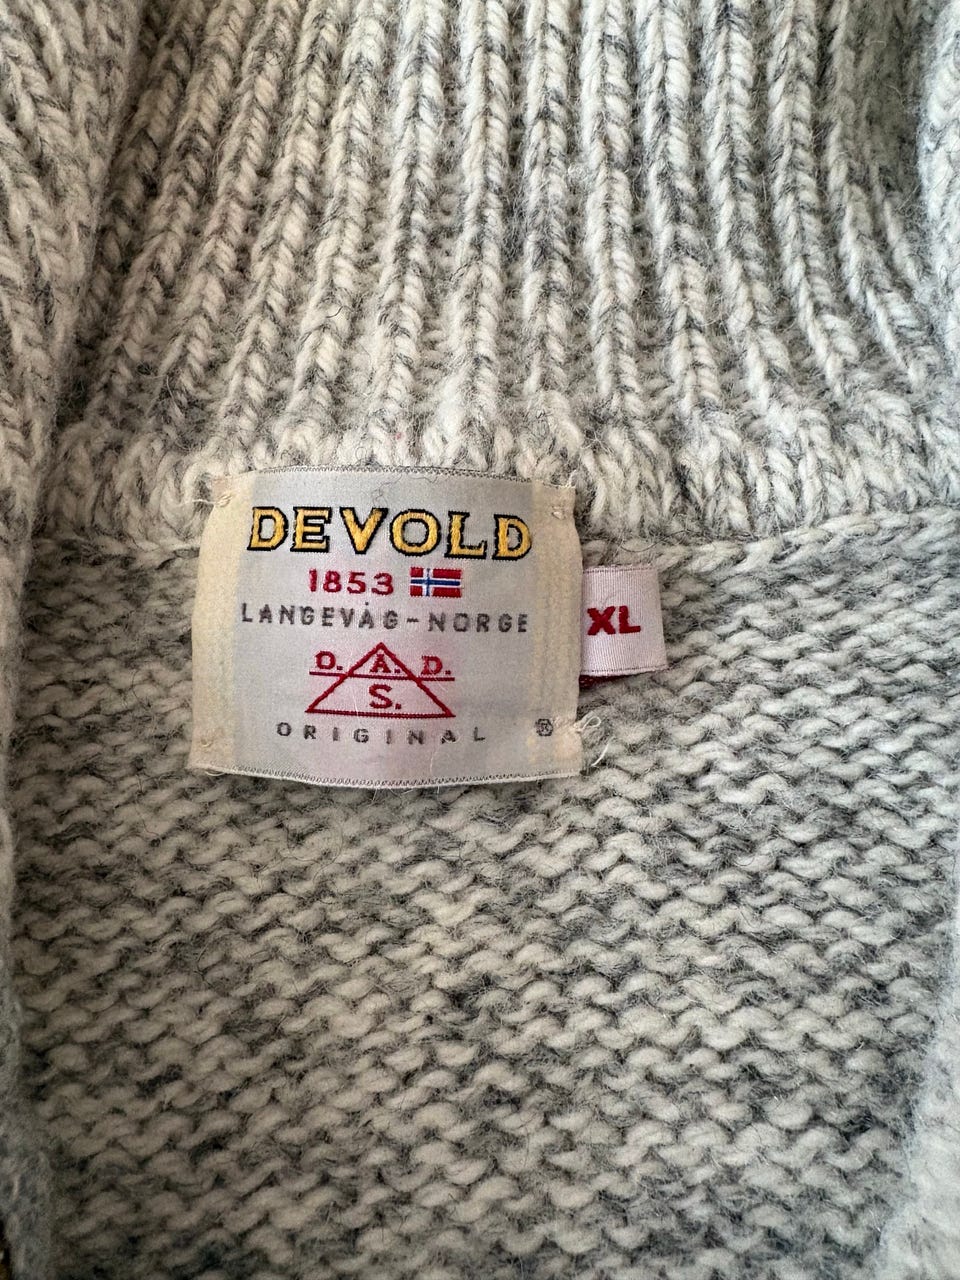 DEVOLD
1853
LANGEVÅG-NORGE
O. A. D.
S.
ORIGINAL ®
XL